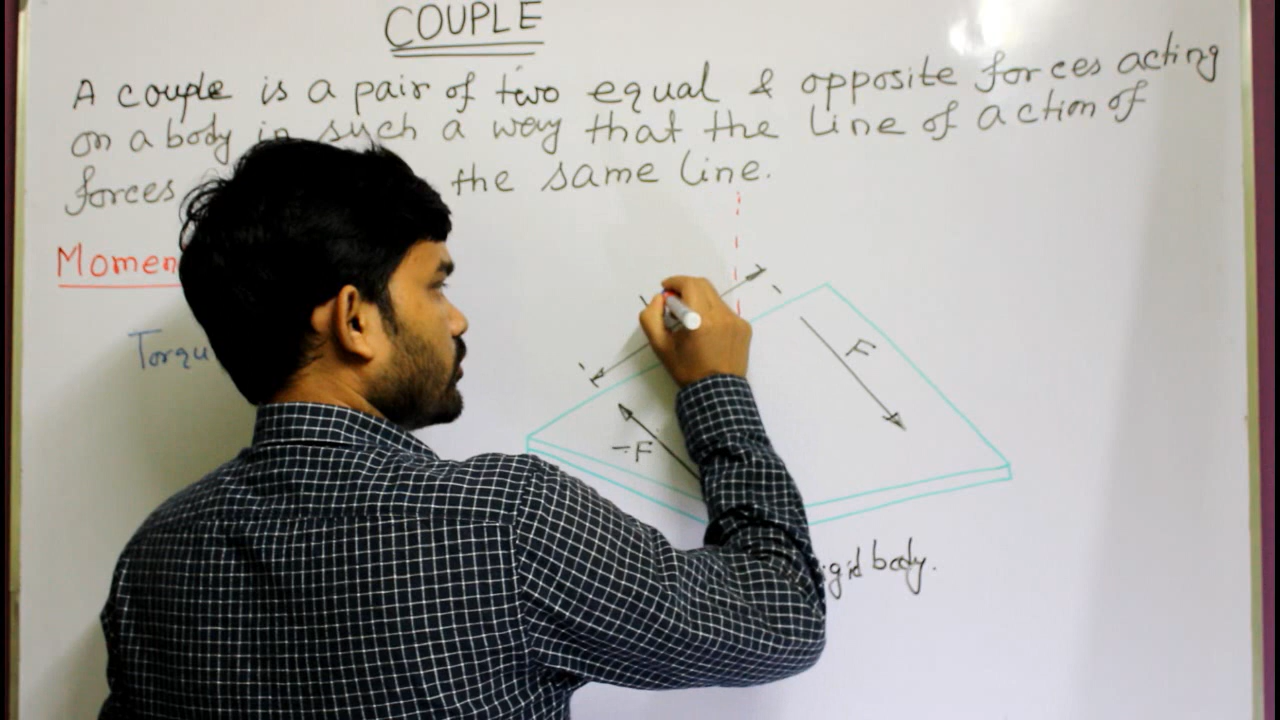 COUPLE
A couple is a pair of two equal & opposite forces acting
on a body in such a way that the line of action of
forces the same line.
Momen
Torqu
F
-F
igid body.